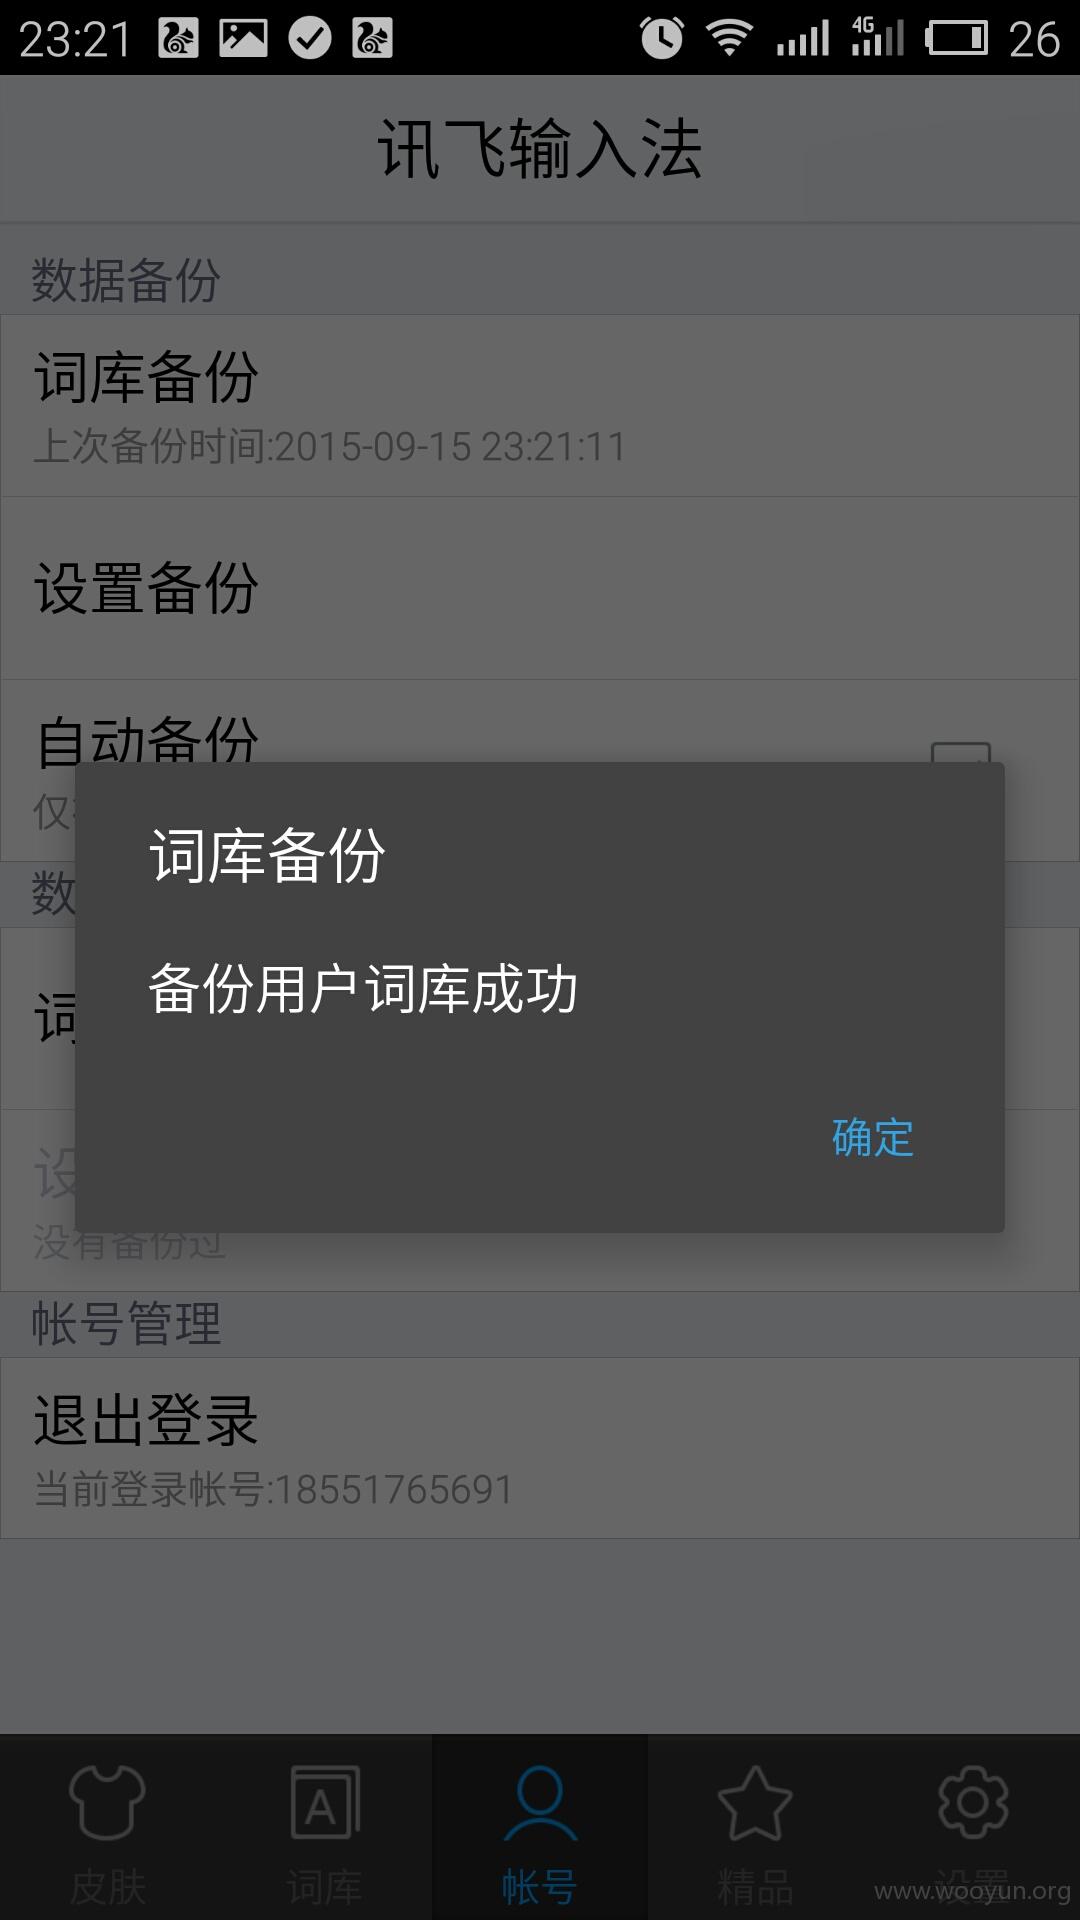 23:21
4G
26
讯飞输入法
数据备份
词库备份
上次备份时间:2015-09-15 23:21:11
设置备份
自动备份
仅
数
词库备份
备份用户词库成功
确定
词
设
没有备份过
帐号管理
退出登录
当前登录帐号:18551765691
A
皮肤
词库
帐号
精品
设置
www.wooyun.org